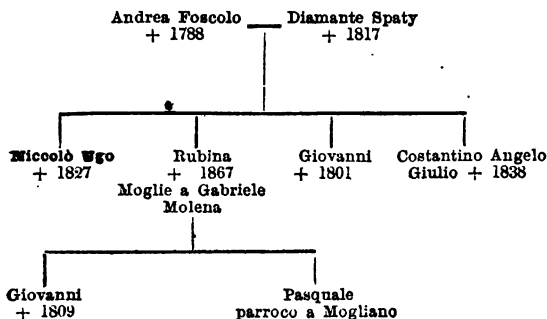 Andrea Foscolo — Diamante Spaty
+ 1788 + 1817
Niccolò Ugo Rubina Giovanni Costantino Angelo
+ 1827 + 1867 + 1801 Giulio + 1838
Moglie a Gabriele
Molena
Giovanni Pasquale
+ 1809 parroco a Mogliano